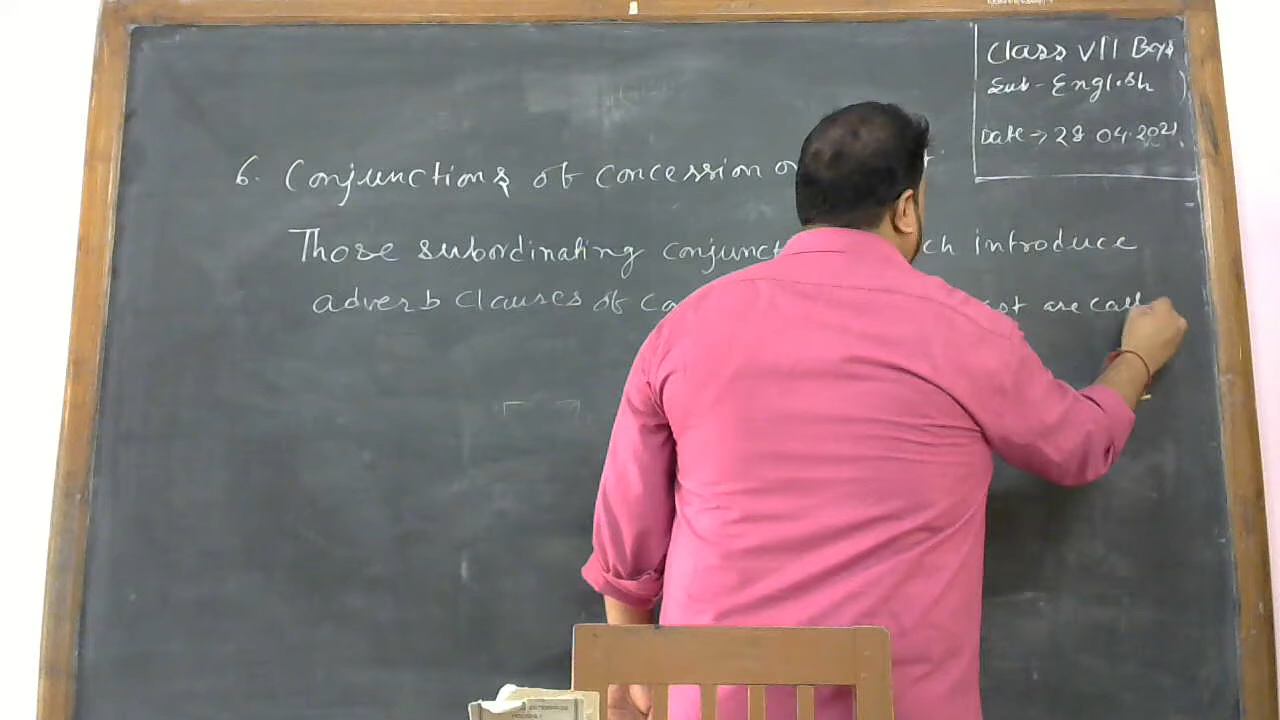 Class VII Boys
Sub - English
Date → 28 04.2021
6. Conjunctions of concession or
Those subordinating conjunct ch introduce
adverb clauses of co st are call